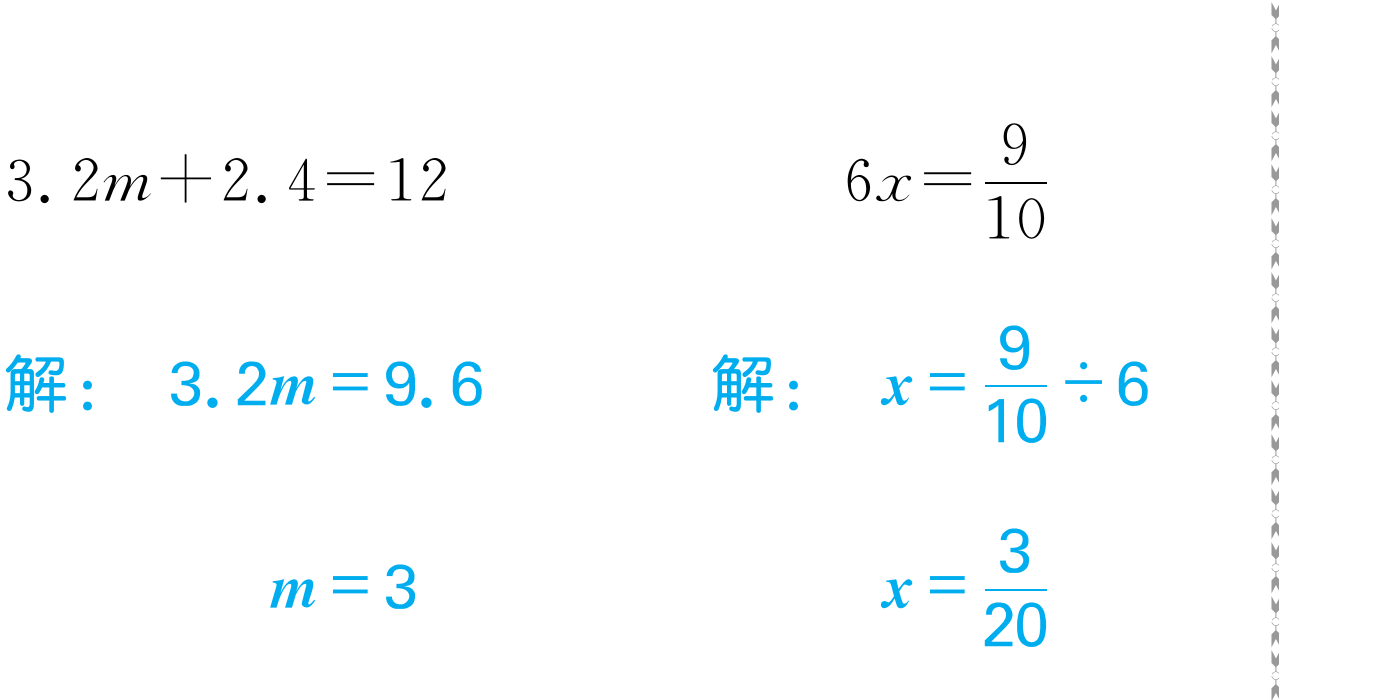 3.2m+2.4=12
6x=9/10
解: 3.2m=9.6
解: x=9/10÷6
m=3
x=3/20